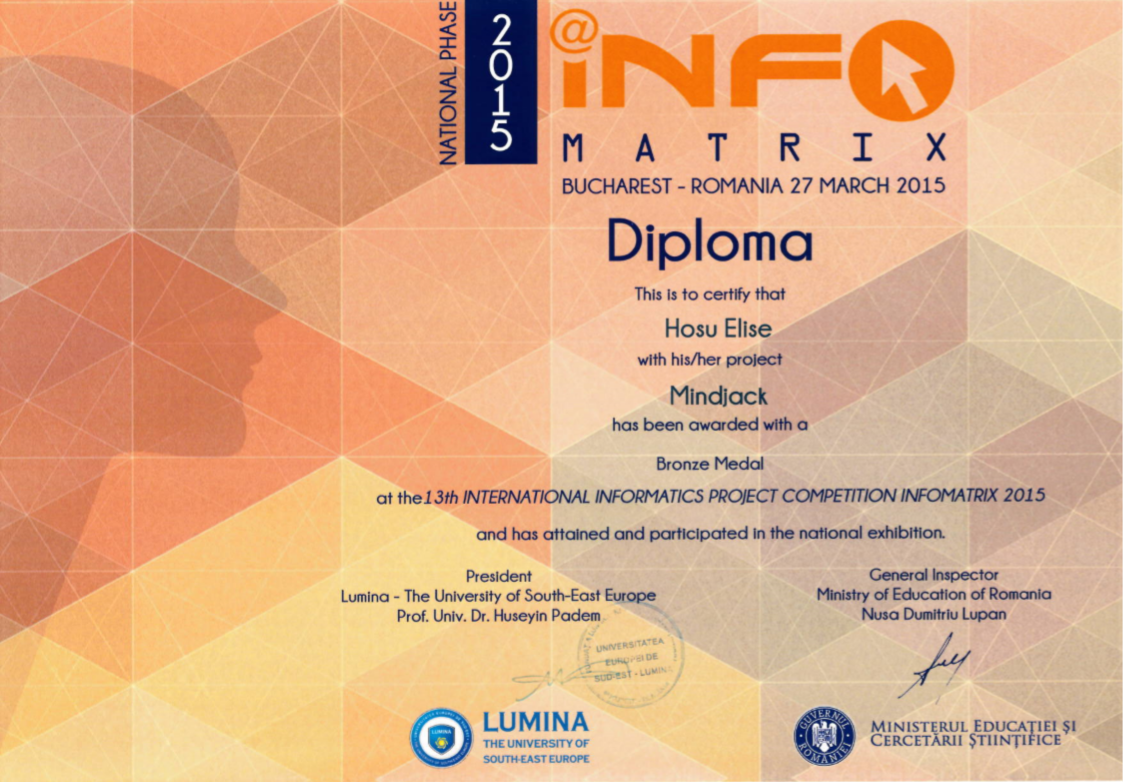 NATIONAL PHASE
2015
@
iNFO
MATRIX
BUCHAREST - ROMANIA 27 MARCH 2015
Diploma
This is to certify that
Hosu Elise
with his/her project
Mindjack
has been awarded with a
Bronze Medal
at the 13th INTERNATIONAL INFORMATICS PROJECT COMPETITION INFOMATRIX 2015
and has attained and participated in the national exhibition.
President
Lumina - The University of South-East Europe
Prof. Univ. Dr. Huseyin Padem
General Inspector
Ministry of Education of Romania
Nusa Dumitriu Lupan
UNIVERSITATEA
EUROPEI DE
SUD-EST - LUMINA
LUMINA
LUMINA
THE UNIVERSITY OF
SOUTH-EAST EUROPE
GUVERNUL
ROMÂNIEI
MINISTERUL EDUCAȚIEI ȘI
CERCETĂRII ȘTIINȚIFICE